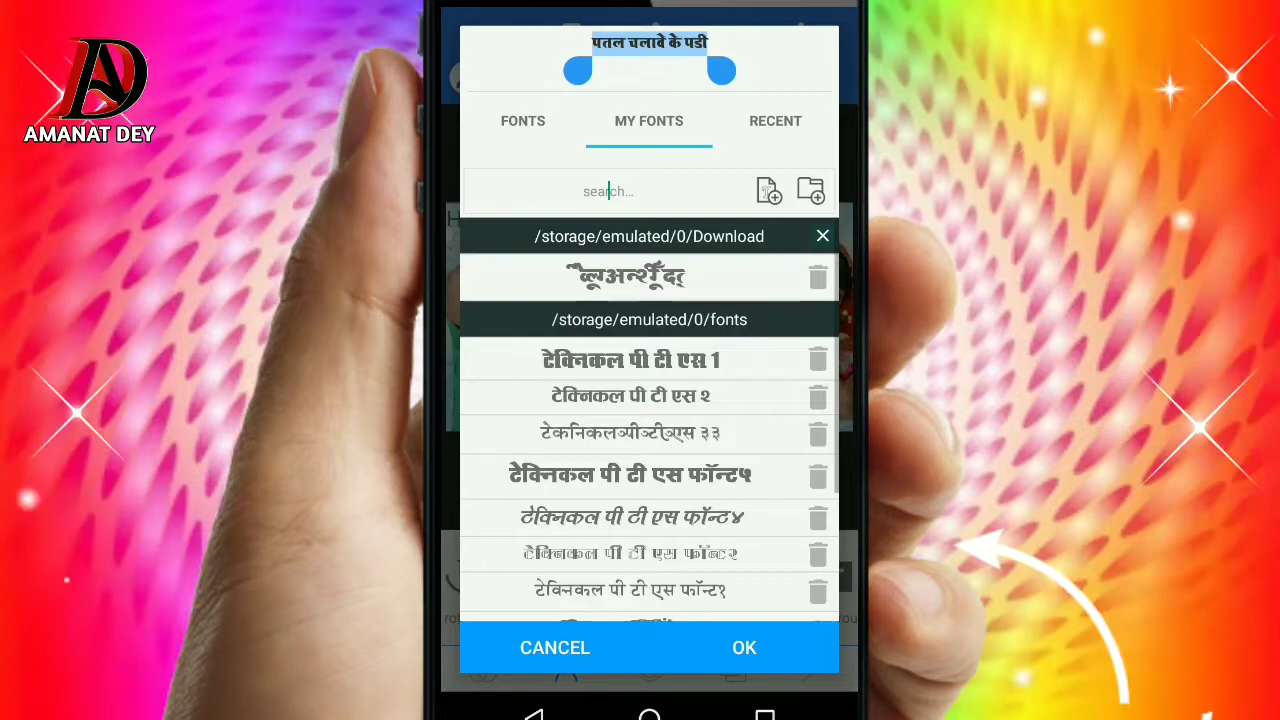 AMANAT DEY
पतल चलावे के पडी
FONTS
MY FONTS
RECENT
search...
/storage/emulated/0/Download
/storage/emulated/0/fonts
टेक्निकल पी टी एस 1
टेक्निकल पी टी एस २
टेकनिकलञ्पीञ्टीञ्एस ३३
टेक्निकल पी टी एस फॉन्ट५
टेक्निकल पी टी एस फॉन्ट४
टेक्निकल पी टी एस फॉन्ट२
टेक्निकल पी टी एस फॉन्ट१
CANCEL
OK